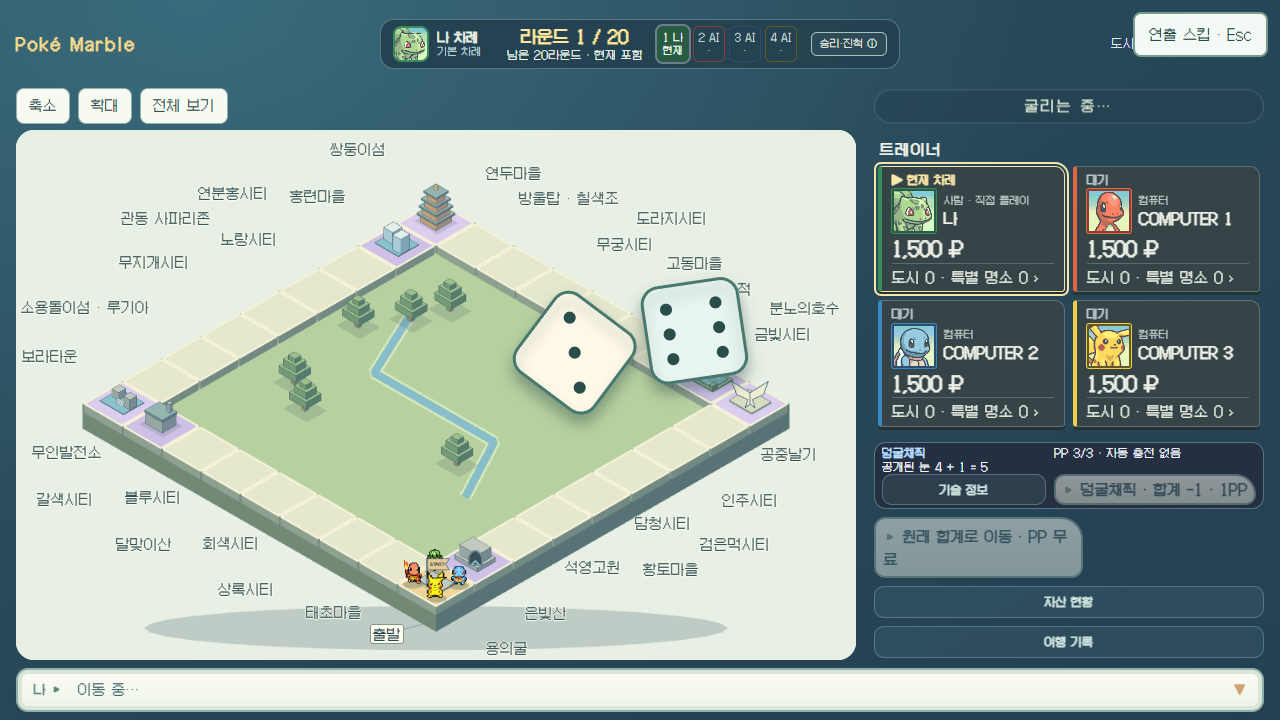 Poké Marble
나 차례
기본 차례
라운드 1 / 20
남은 20라운드 · 현재 포함
1 나
현재
2 AI
·
3 AI
·
4 AI
·
승리·진척 ⓘ
도시
연출 스킵 · Esc
축소
확대
전체 보기
굴리는 중…
쌍둥이섬
연두마을
연분홍시티
홍련마을
방울탑 · 칠색조
관동 사파리존
도라지시티
노랑시티
무궁시티
무지개시티
고동마을
적
소용돌이섬 · 루기아
분노의호수
금빛시티
보라타운
무인발전소
공중날기
갈색시티
블루시티
인주시티
담청시티
달맞이산
회색시티
검은먹시티
석영고원
황토마을
상록시티
태초마을
은빛산
START
출발
용의굴
트레이너
▶ 현재 차례
사람 · 직접 플레이
나
1,500 ₽
도시 0 · 특별 명소 0 ›
대기
컴퓨터
COMPUTER 1
1,500 ₽
도시 0 · 특별 명소 0 ›
대기
컴퓨터
COMPUTER 2
1,500 ₽
도시 0 · 특별 명소 0 ›
대기
컴퓨터
COMPUTER 3
1,500 ₽
도시 0 · 특별 명소 0 ›
덩굴채찍
PP 3/3 · 자동 충전 없음
공개된 눈 4 + 1 = 5
기술 정보
▶ 덩굴채찍 · 합계 -1 · 1PP
▶ 원래 합계로 이동 · PP 무
료
자산 현황
여행 기록
나 ▶ 이동 중…
▼